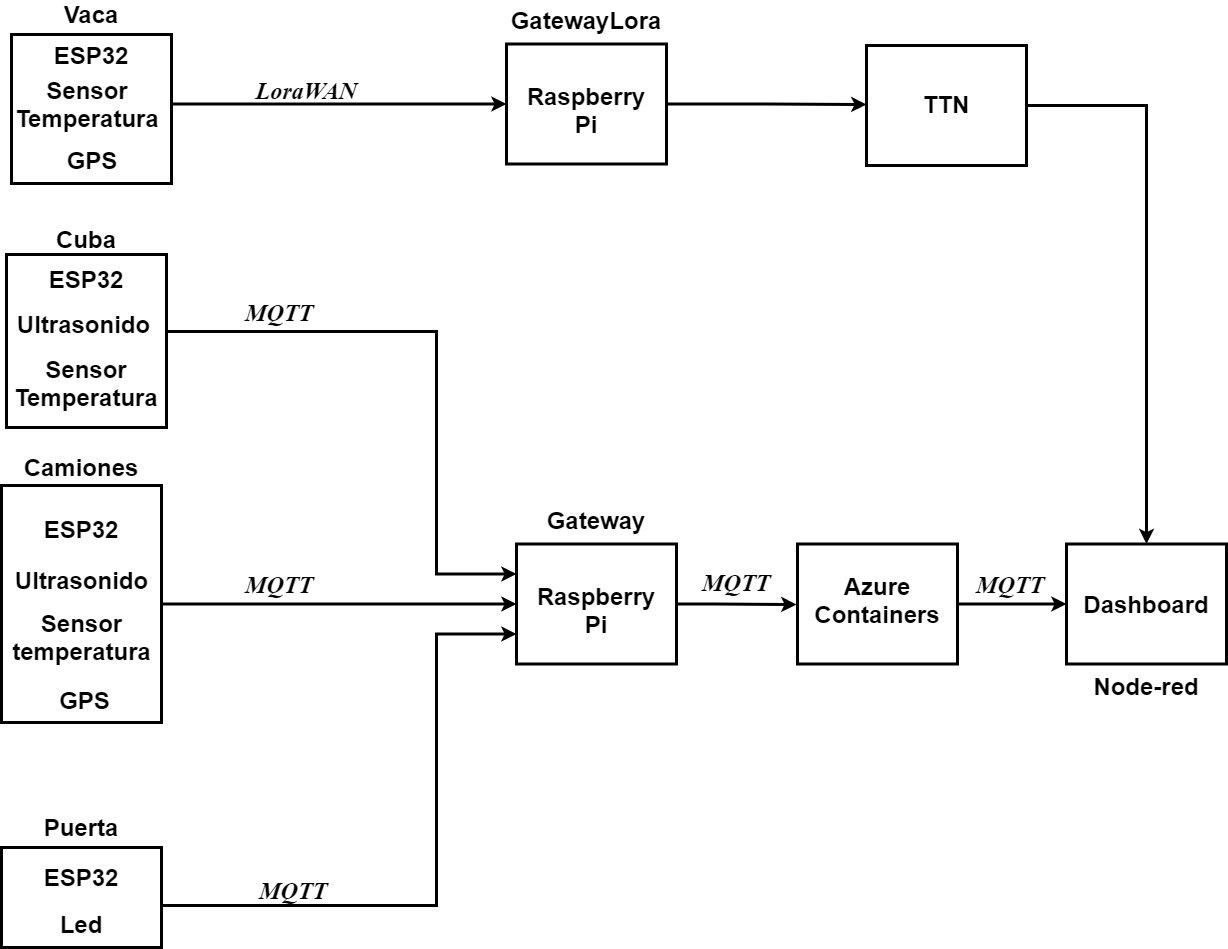 Vaca
ESP32
Sensor
Temperatura
GPS
LoraWAN
GatewayLora
Raspberry
Pi
TTN
Cuba
ESP32
Ultrasonido
Sensor
Temperatura
MQTT
Camiones
ESP32
Ultrasonido
Sensor
temperatura
GPS
MQTT
Gateway
Raspberry
Pi
MQTT
Azure
Containers
MQTT
Dashboard
Node-red
Puerta
ESP32
Led
MQTT